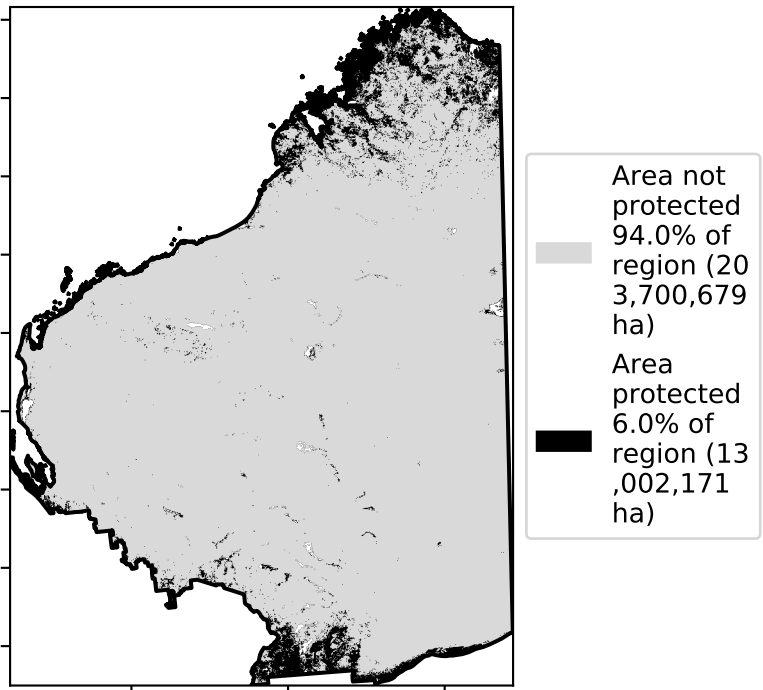 Area not
protected
94.0% of
region (20
3,700,679
ha)
Area
protected
6.0% of
region (13
,002,171
ha)